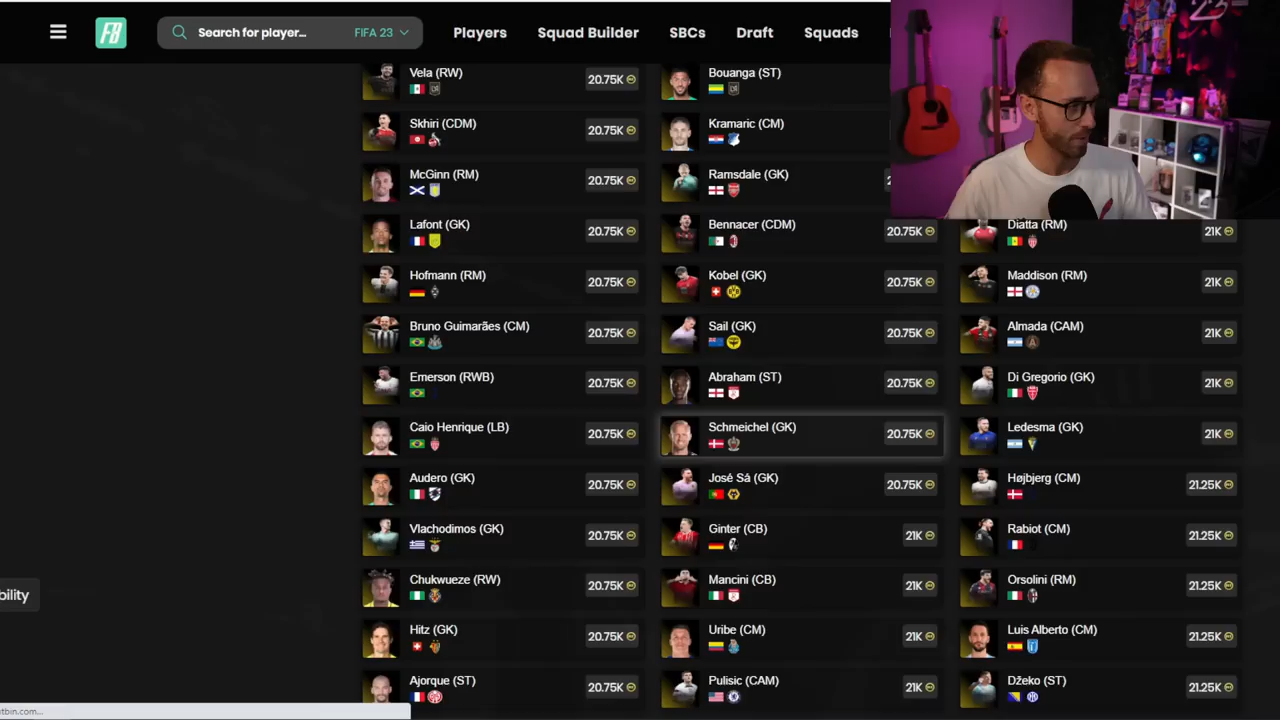 F8
Search for player...
FIFA 23
Players
Squad Builder
SBCs
Draft
Squads
Vela (RW)
20.75K
Bouanga (ST)
Skhiri (CDM)
20.75K
Kramaric (CM)
McGinn (RM)
20.75K
Ramsdale (GK)
Lafont (GK)
20.75K
Bennacer (CDM)
20.75K
Diatta (RM)
21K
Hofmann (RM)
20.75K
Kobel (GK)
20.75K
Maddison (RM)
21K
Bruno Guimarães (CM)
20.75K
Sail (GK)
20.75K
Almada (CAM)
21K
Emerson (RWB)
20.75K
Abraham (ST)
20.75K
Di Gregorio (GK)
21K
Caio Henrique (LB)
20.75K
Schmeichel (GK)
20.75K
Ledesma (GK)
21K
Audero (GK)
20.75K
José Sá (GK)
20.75K
Højbjerg (CM)
21.25K
Vlachodimos (GK)
20.75K
Ginter (CB)
21K
Rabiot (CM)
21.25K
Chukwueze (RW)
20.75K
Mancini (CB)
21K
Orsolini (RM)
21.25K
Hitz (GK)
20.75K
Uribe (CM)
21K
Luis Alberto (CM)
21.25K
Ajorque (ST)
20.75K
Pulisic (CAM)
21K
Džeko (ST)
21.25K
bility
tbin.com...